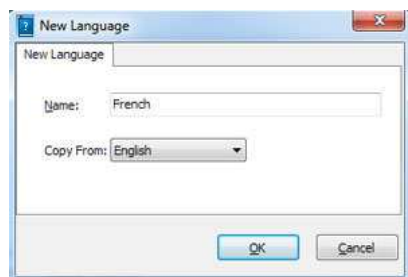 New Language
New Language
Name: French
Copy From: English
OK Cancel